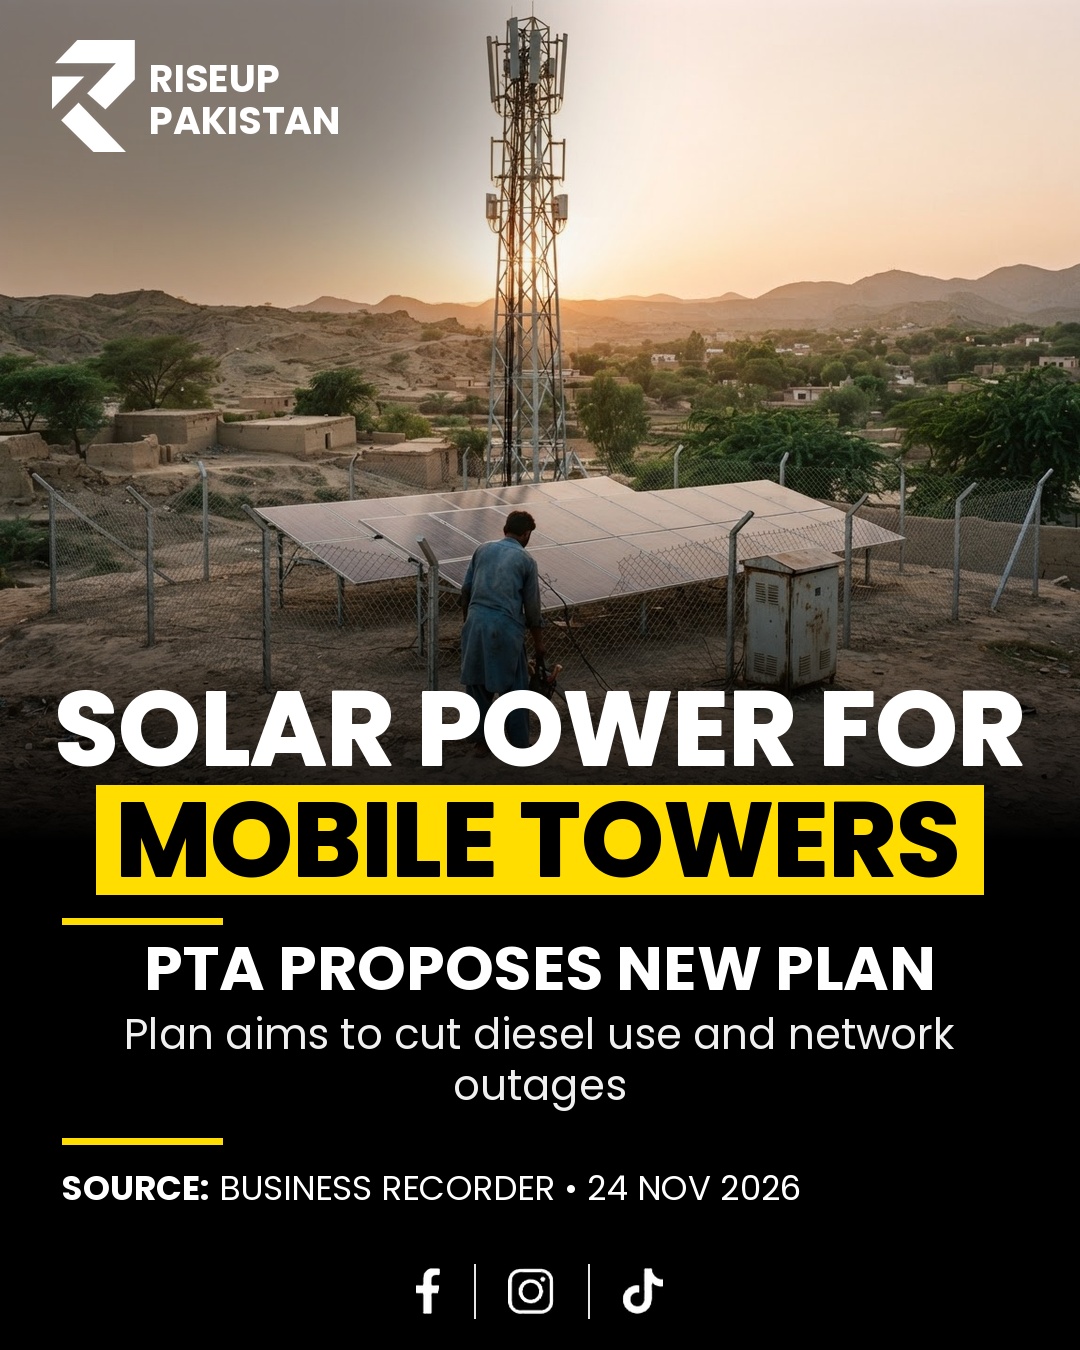 RISEUP
PAKISTAN
SOLAR POWER FOR
MOBILE TOWERS
PTA PROPOSES NEW PLAN
Plan aims to cut diesel use and network
outages
SOURCE: BUSINESS RECORDER • 24 NOV 2026